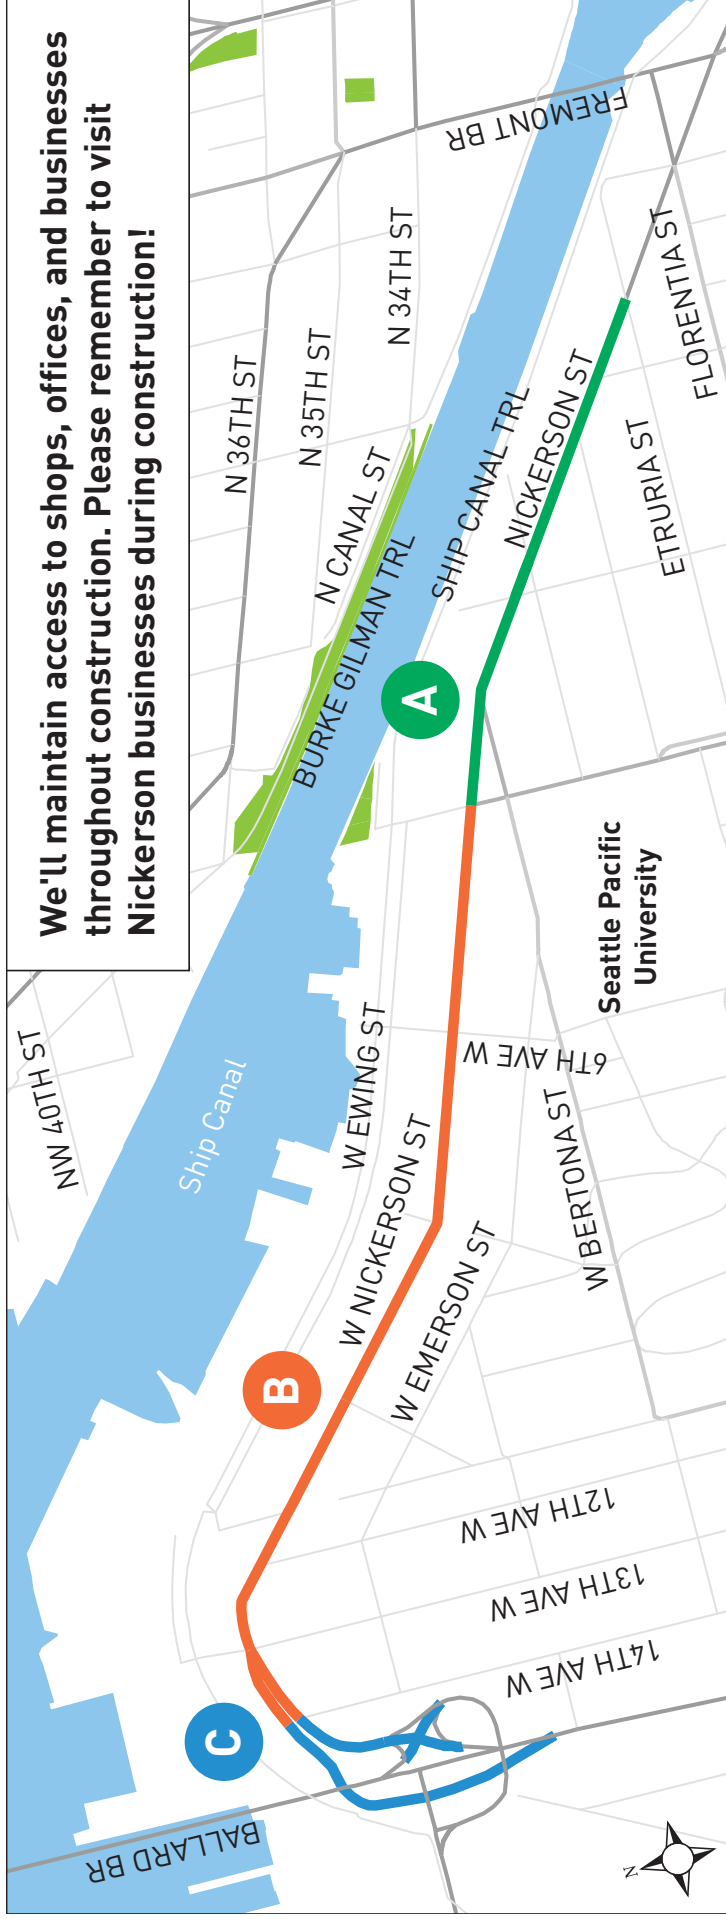 We'll maintain access to shops, offices, and businesses
throughout construction. Please remember to visit
Nickerson businesses during construction!
NW 40TH ST
N 36TH ST
N 35TH ST
N 34TH ST
N CANAL ST
BURKE GILMAN TRL
SHIP CANAL TRL
FREMONT BR
Ship Canal
BALLARD BR
C
B
A
W EWING ST
W NICKERSON ST
NICKERSON ST
W EMERSON ST
6TH AVE W
ETRURIA ST
FLORENTIA ST
W BERTONA ST
Seattle Pacific
University
14TH AVE W
13TH AVE W
12TH AVE W
N